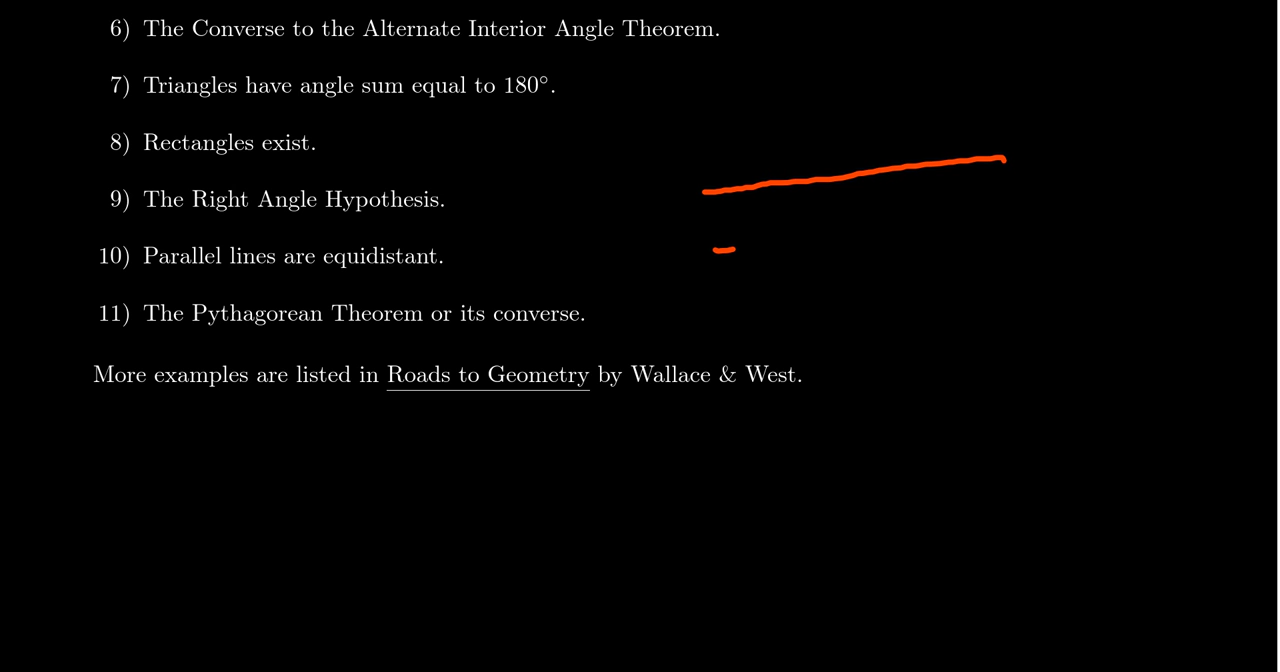 6) The Converse to the Alternate Interior Angle Theorem.
7) Triangles have angle sum equal to 180°.
8) Rectangles exist.
9) The Right Angle Hypothesis.
10) Parallel lines are equidistant.
11) The Pythagorean Theorem or its converse.
More examples are listed in Roads to Geometry by Wallace & West.